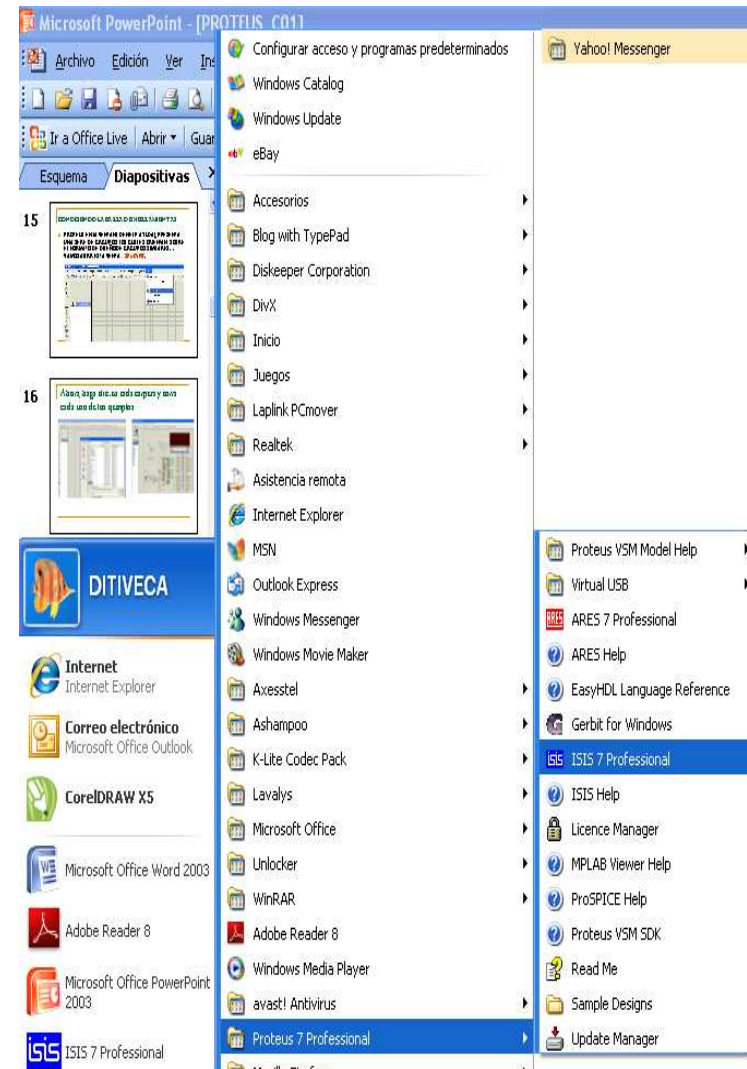 Microsoft PowerPoint - [PROTEUS_C01]
Archivo Edición Ver Ins
Ir a Office Live Abrir Guar
Esquema Diapositivas
15
16
DITIVECA
Internet
Internet Explorer
Correo electrónico
Microsoft Office Outlook
CorelDRAW X5
Microsoft Office Word 2003
Adobe Reader 8
Microsoft Office PowerPoint
2003
isis ISIS 7 Professional
Configurar acceso y programas predeterminados
Windows Catalog
Windows Update
eBay
Accesorios
Blog with TypePad
Diskeeper Corporation
DivX
Inicio
Juegos
Laplink PCmover
Realtek
Asistencia remota
Internet Explorer
MSN
Outlook Express
Windows Messenger
Windows Movie Maker
Axesstel
Ashampoo
K-Lite Codec Pack
Lavalys
Microsoft Office
Unlocker
WinRAR
Adobe Reader 8
Windows Media Player
avast! Antivirus
Proteus 7 Professional
Yahoo! Messenger
Proteus VSM Model Help
Virtual USB
ARES ARES 7 Professional
ARES Help
EasyHDL Language Reference
Gerbit for Windows
isis ISIS 7 Professional
ISIS Help
Licence Manager
MPLAB Viewer Help
ProSPICE Help
Proteus VSM SDK
Read Me
Sample Designs
Update Manager